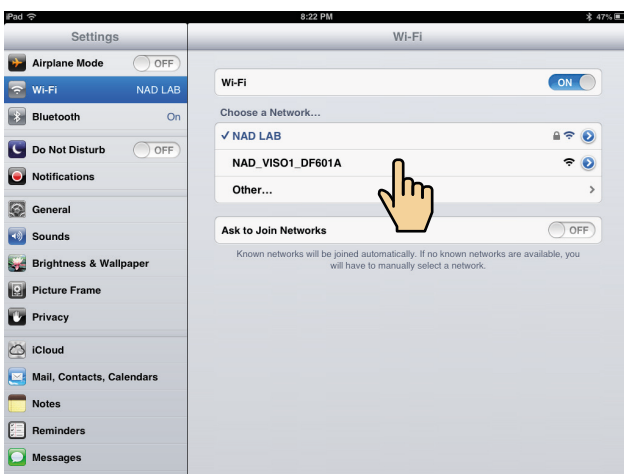 iPad
8:22 PM
47%
Settings
Wi-Fi
Airplane Mode OFF
Wi-Fi NAD LAB
Bluetooth On
Do Not Disturb OFF
Notifications
General
Sounds
Brightness & Wallpaper
Picture Frame
Privacy
iCloud
Mail, Contacts, Calendars
Notes
Reminders
Messages
Wi-Fi ON
Choose a Network...
NAD LAB
NAD_VISO1_DF601A
Other...
Ask to Join Networks OFF
Known networks will be joined automatically. If no known networks are available, you
will have to manually select a network.